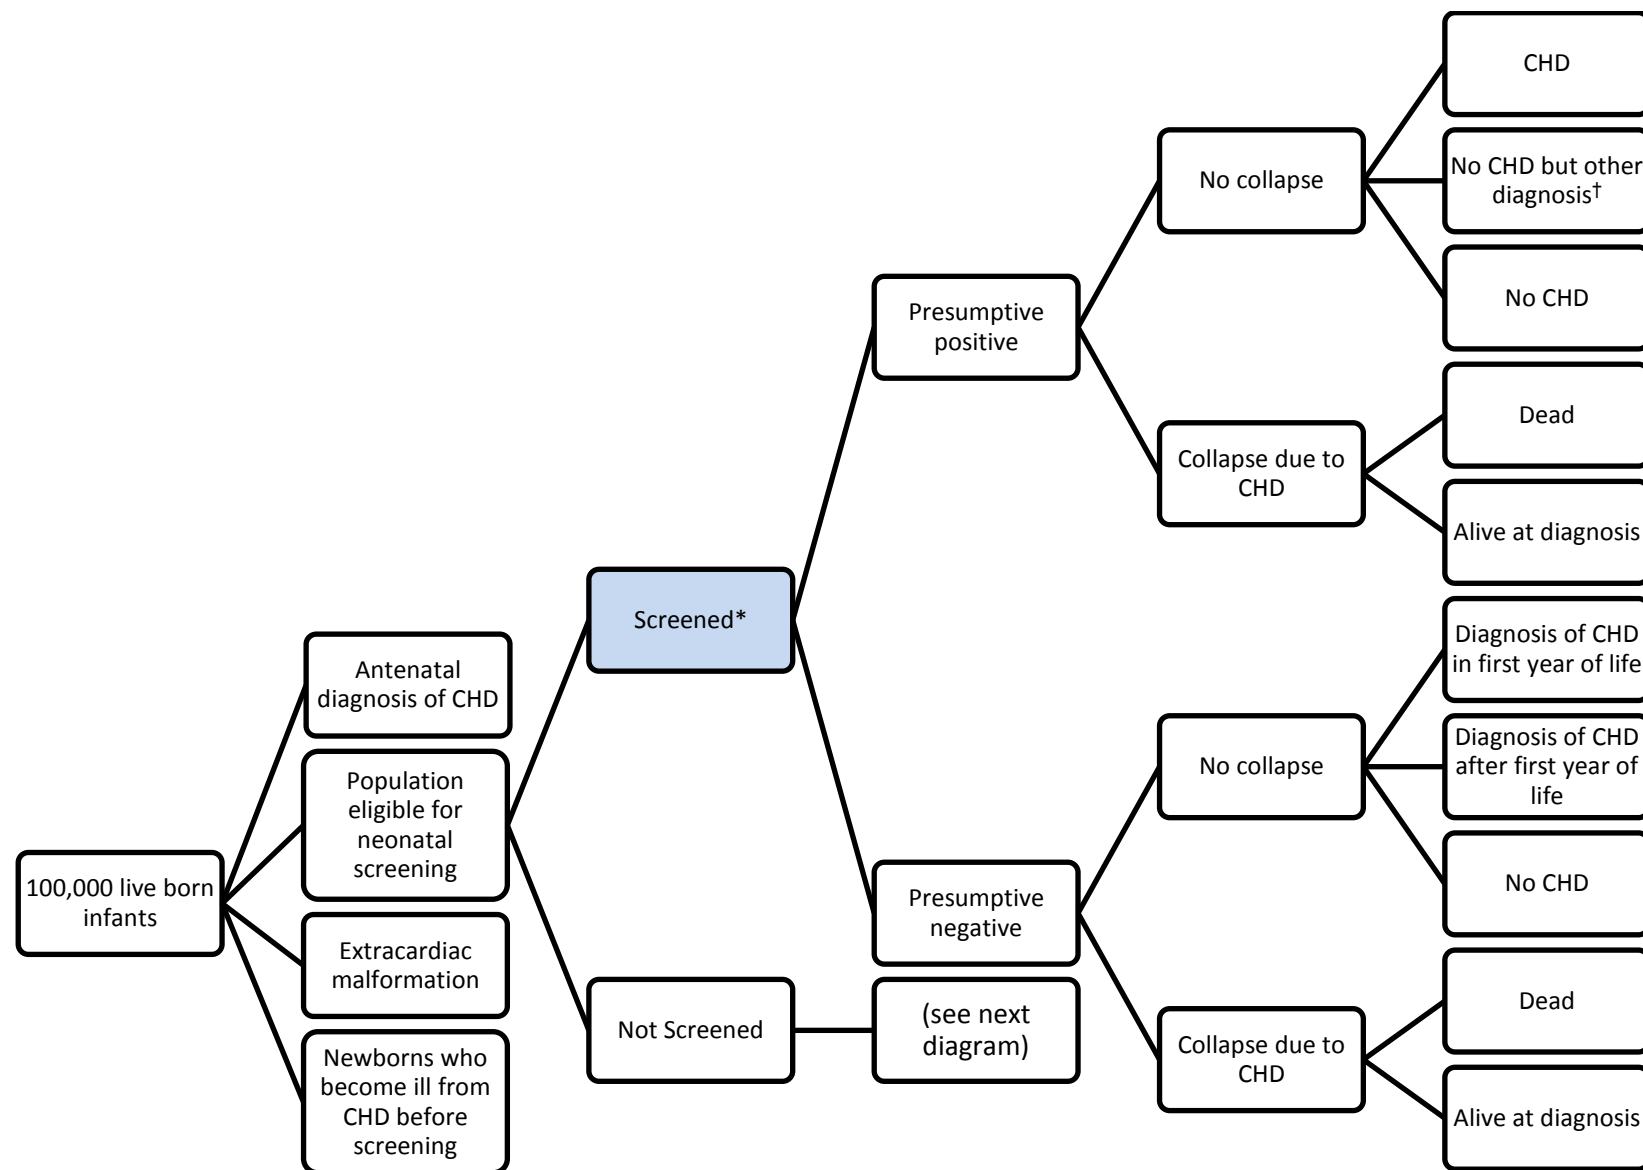 100,000 live born
infants
Antenatal
diagnosis of CHD
Population
eligible for
neonatal
screening
Extracardiac
malformation
Newborns who
become ill from
CHD before
screening
Screened*
Not Screened
Presumptive
positive
Presumptive
negative
(see next
diagram)
No collapse
Collapse due to
CHD
No collapse
Collapse due to
CHD
CHD
No CHD but other
diagnosis†
No CHD
Dead
Alive at diagnosis
Diagnosis of CHD
in first year of life
Diagnosis of CHD
after first year of
life
No CHD
Dead
Alive at diagnosis